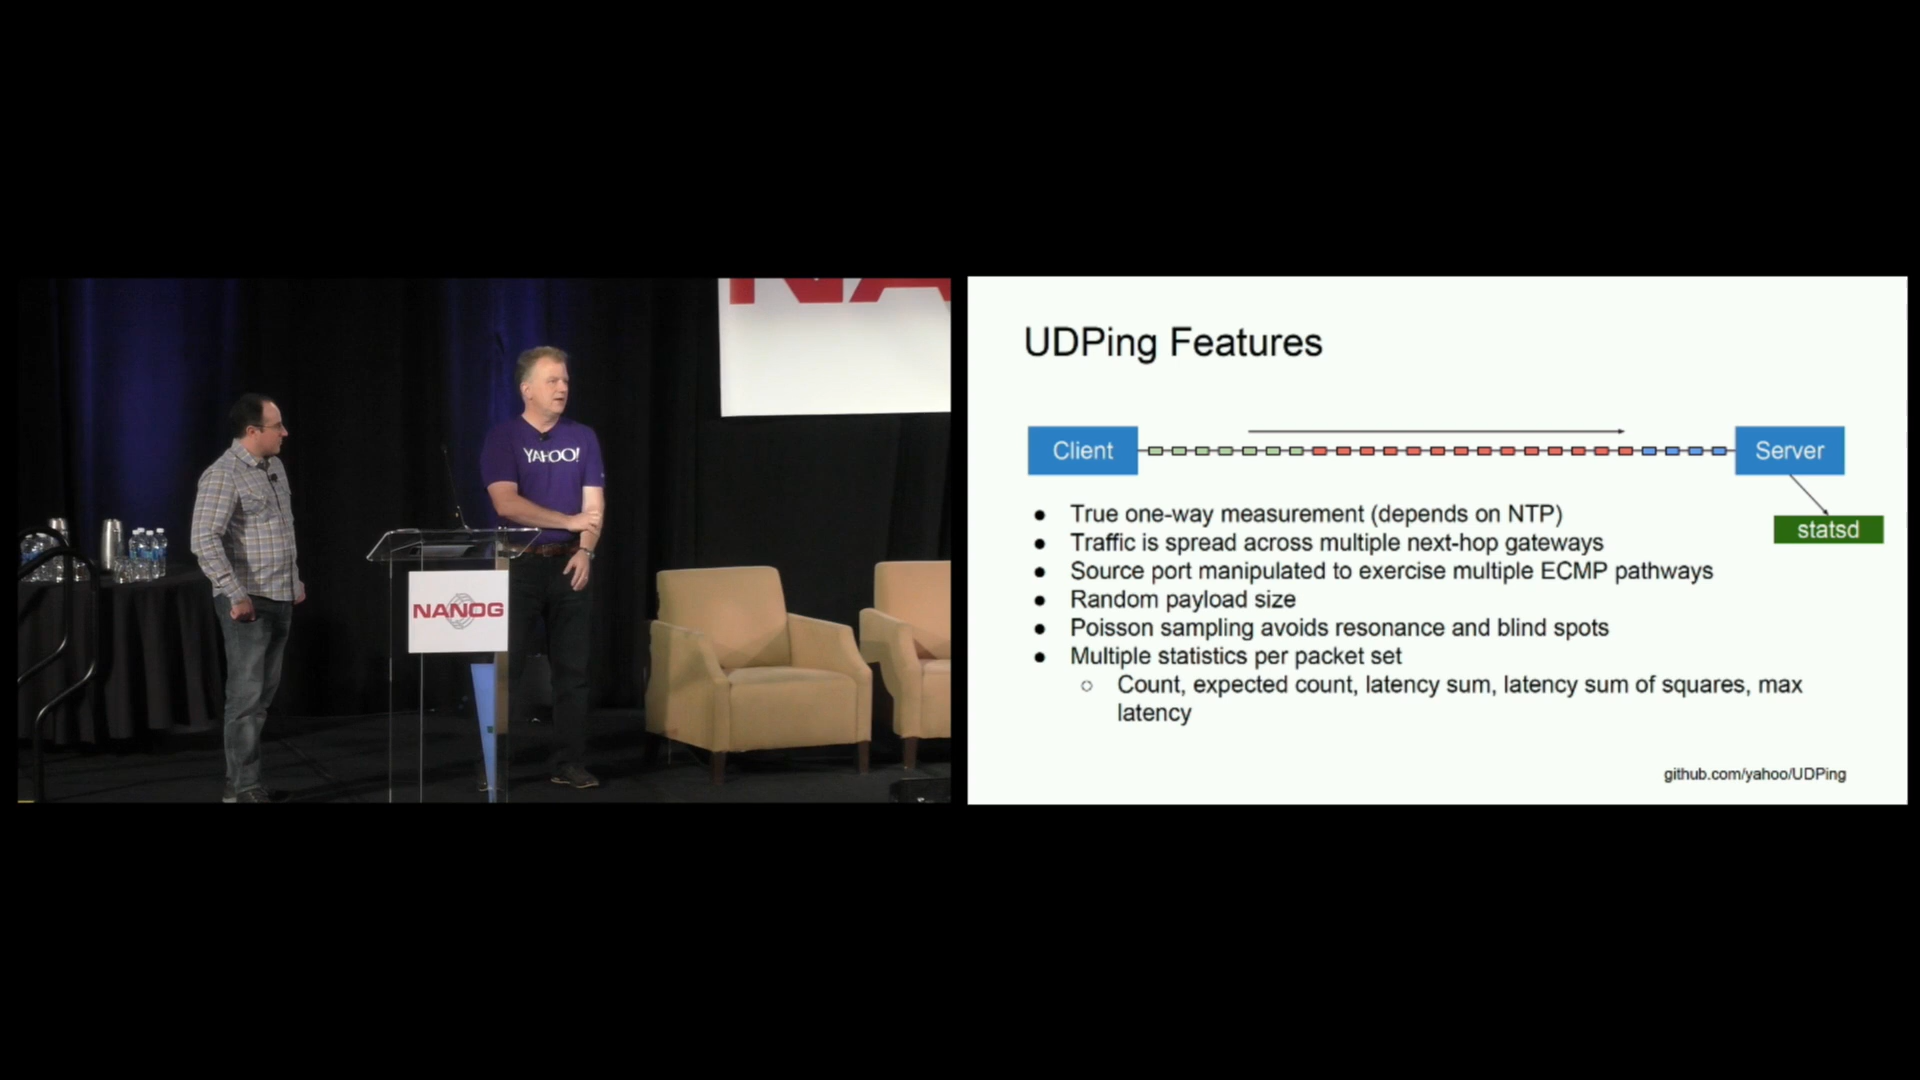 NA
YAHOO!
NANOG
UDPing Features
Client
Server
statsd
● True one-way measurement (depends on NTP)
● Traffic is spread across multiple next-hop gateways
● Source port manipulated to exercise multiple ECMP pathways
● Random payload size
● Poisson sampling avoids resonance and blind spots
● Multiple statistics per packet set
○ Count, expected count, latency sum, latency sum of squares, max
latency
github.com/yahoo/UDPing